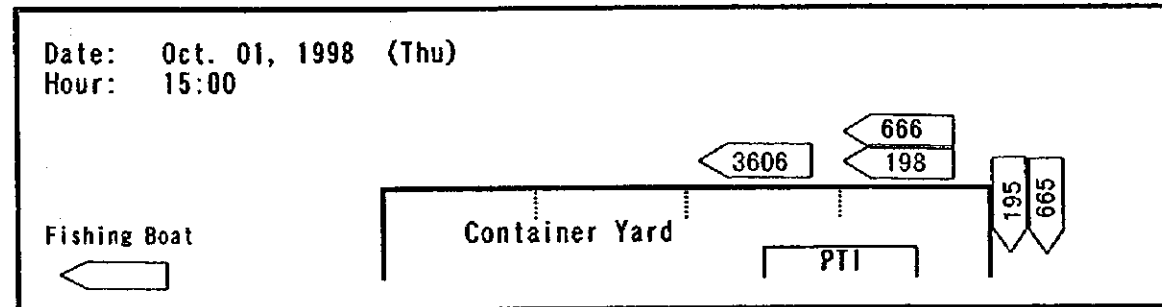 Date: Oct. 01, 1998 (Thu)
Hour: 15:00
666
3606
198
195
665
Container Yard
Fishing Boat
PTI